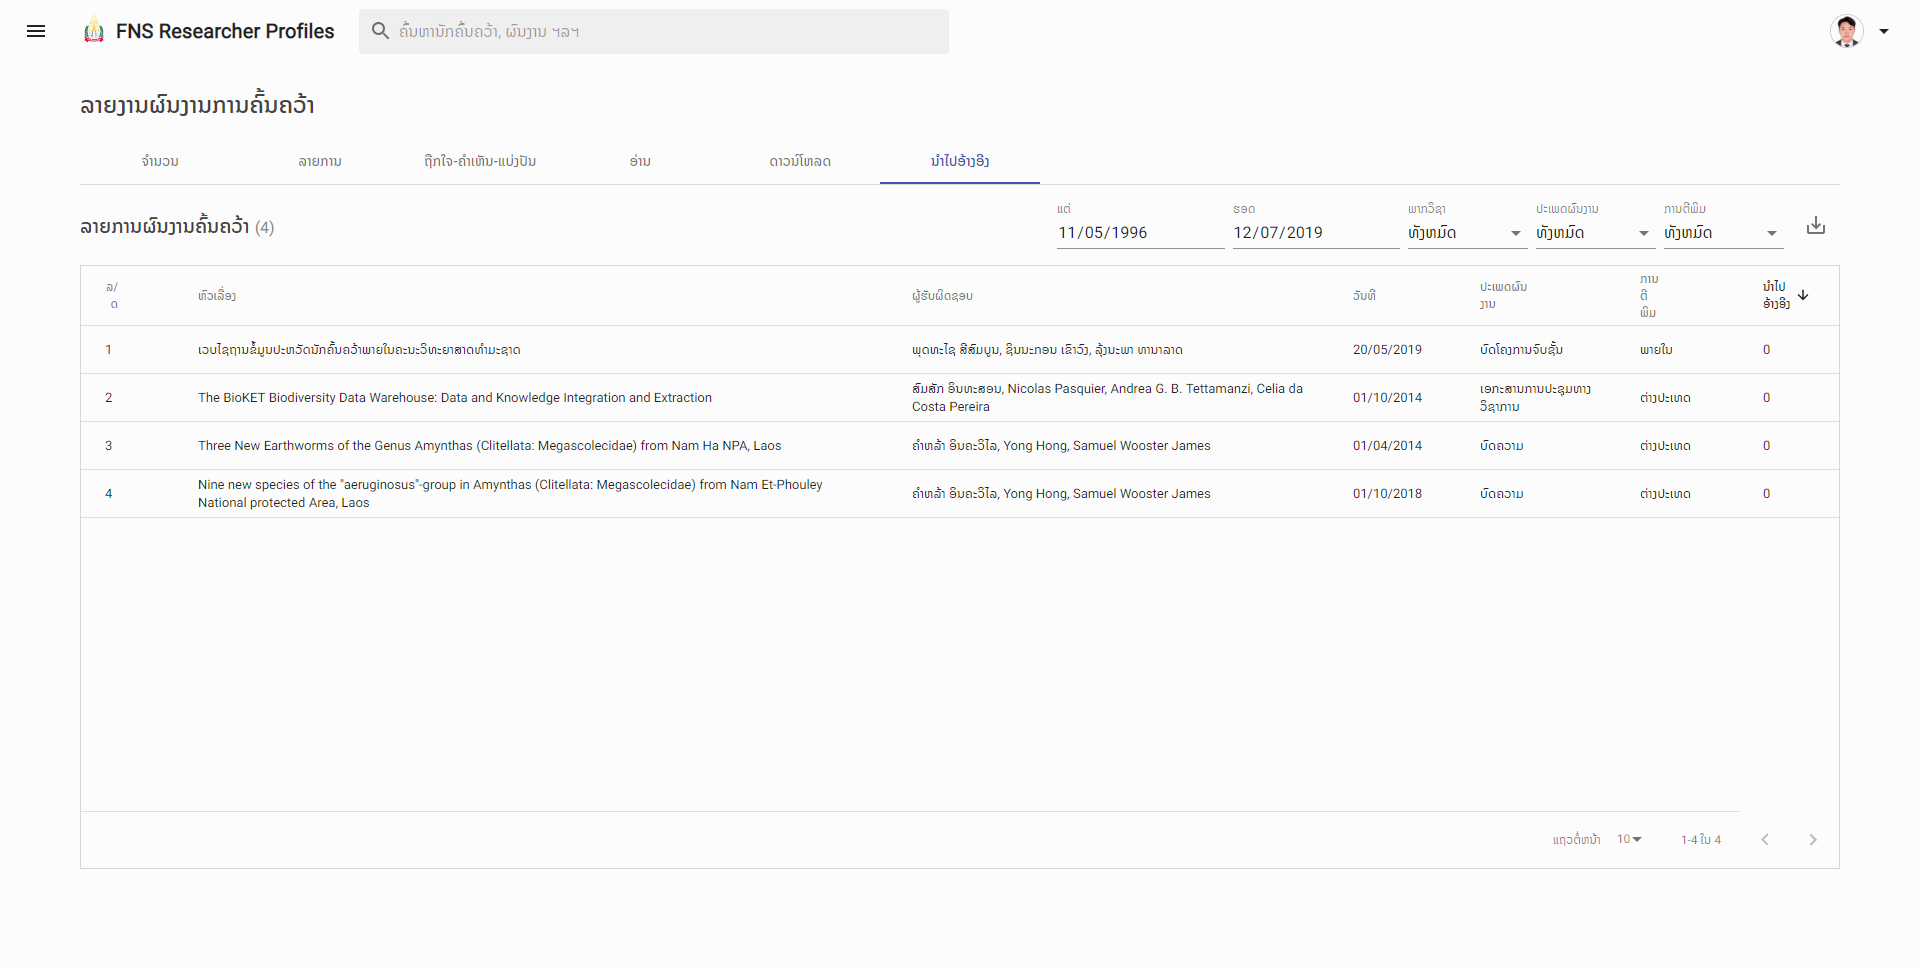 FNS Researcher Profiles
ຄົ້ນຫານັກຄົ້ນຄວ້າ, ຜົນງານ ຯລຯ
ລາຍງານຜົນງານການຄົ້ນຄວ້າ
ຈຳນວນ
ລາຍການ
ຖືກໃຈ-ຄຳເຫັນ-ແບ່ງປັນ
ອ່ານ
ດາວນ໌ໂຫລດ
ນຳໄປອ້າງອີງ
ລາຍການຜົນງານຄົ້ນຄວ້າ (4)
ແຕ່
11/05/1996
ຮອດ
12/07/2019
ພາກວິຊາ
ທັງຫມົດ
ປະເພດຜົນງານ
ທັງຫມົດ
ການຕີພິມ
ທັງຫມົດ
ລ/
ດ
ຫົວເລື່ອງ
ຜູ້ຮັບຜິດຊອບ
ວັນທີ
ປະເພດຜົນ
ງານ
ການ
ຕີ
ພິມ
ນຳໄປ
ອ້າງອີງ
1
ເວບໄຊຖານຂໍ້ມູນປະຫວັດນັກຄົ້ນຄວ້າພາຍໃນຄະນະວິທະຍາສາດທຳມະຊາດ
ພຸດທະໄຊ ສີສົມບູນ, ຊິນນະກອນ ເຂົາວົງ, ລຸ້ງນະພາ ທານາລາດ
20/05/2019
ບົດໂຄງການຈົບຊັ້ນ
ພາຍໃນ
0
2
The BioKET Biodiversity Data Warehouse: Data and Knowledge Integration and Extraction
ສົມສັກ ອິນທະສອນ, Nicolas Pasquier, Andrea G. B. Tettamanzi, Celia da
Costa Pereira
01/10/2014
ເອກະສານການປະຊຸມທາງ
ວິຊາການ
ຕ່າງປະເທດ
0
3
Three New Earthworms of the Genus Amynthas (Clitellata: Megascolecidae) from Nam Ha NPA, Laos
ຄຳຫລ້າ ອິນຄະວິໄລ, Yong Hong, Samuel Wooster James
01/04/2014
ບົດຄວາມ
ຕ່າງປະເທດ
0
4
Nine new species of the "aeruginosus"-group in Amynthas (Clitellata: Megascolecidae) from Nam Et-Phouley
National protected Area, Laos
ຄຳຫລ້າ ອິນຄະວິໄລ, Yong Hong, Samuel Wooster James
01/10/2018
ບົດຄວາມ
ຕ່າງປະເທດ
0
ແຖວຕໍ່ຫນ້າ
10
1-4 ໃນ 4